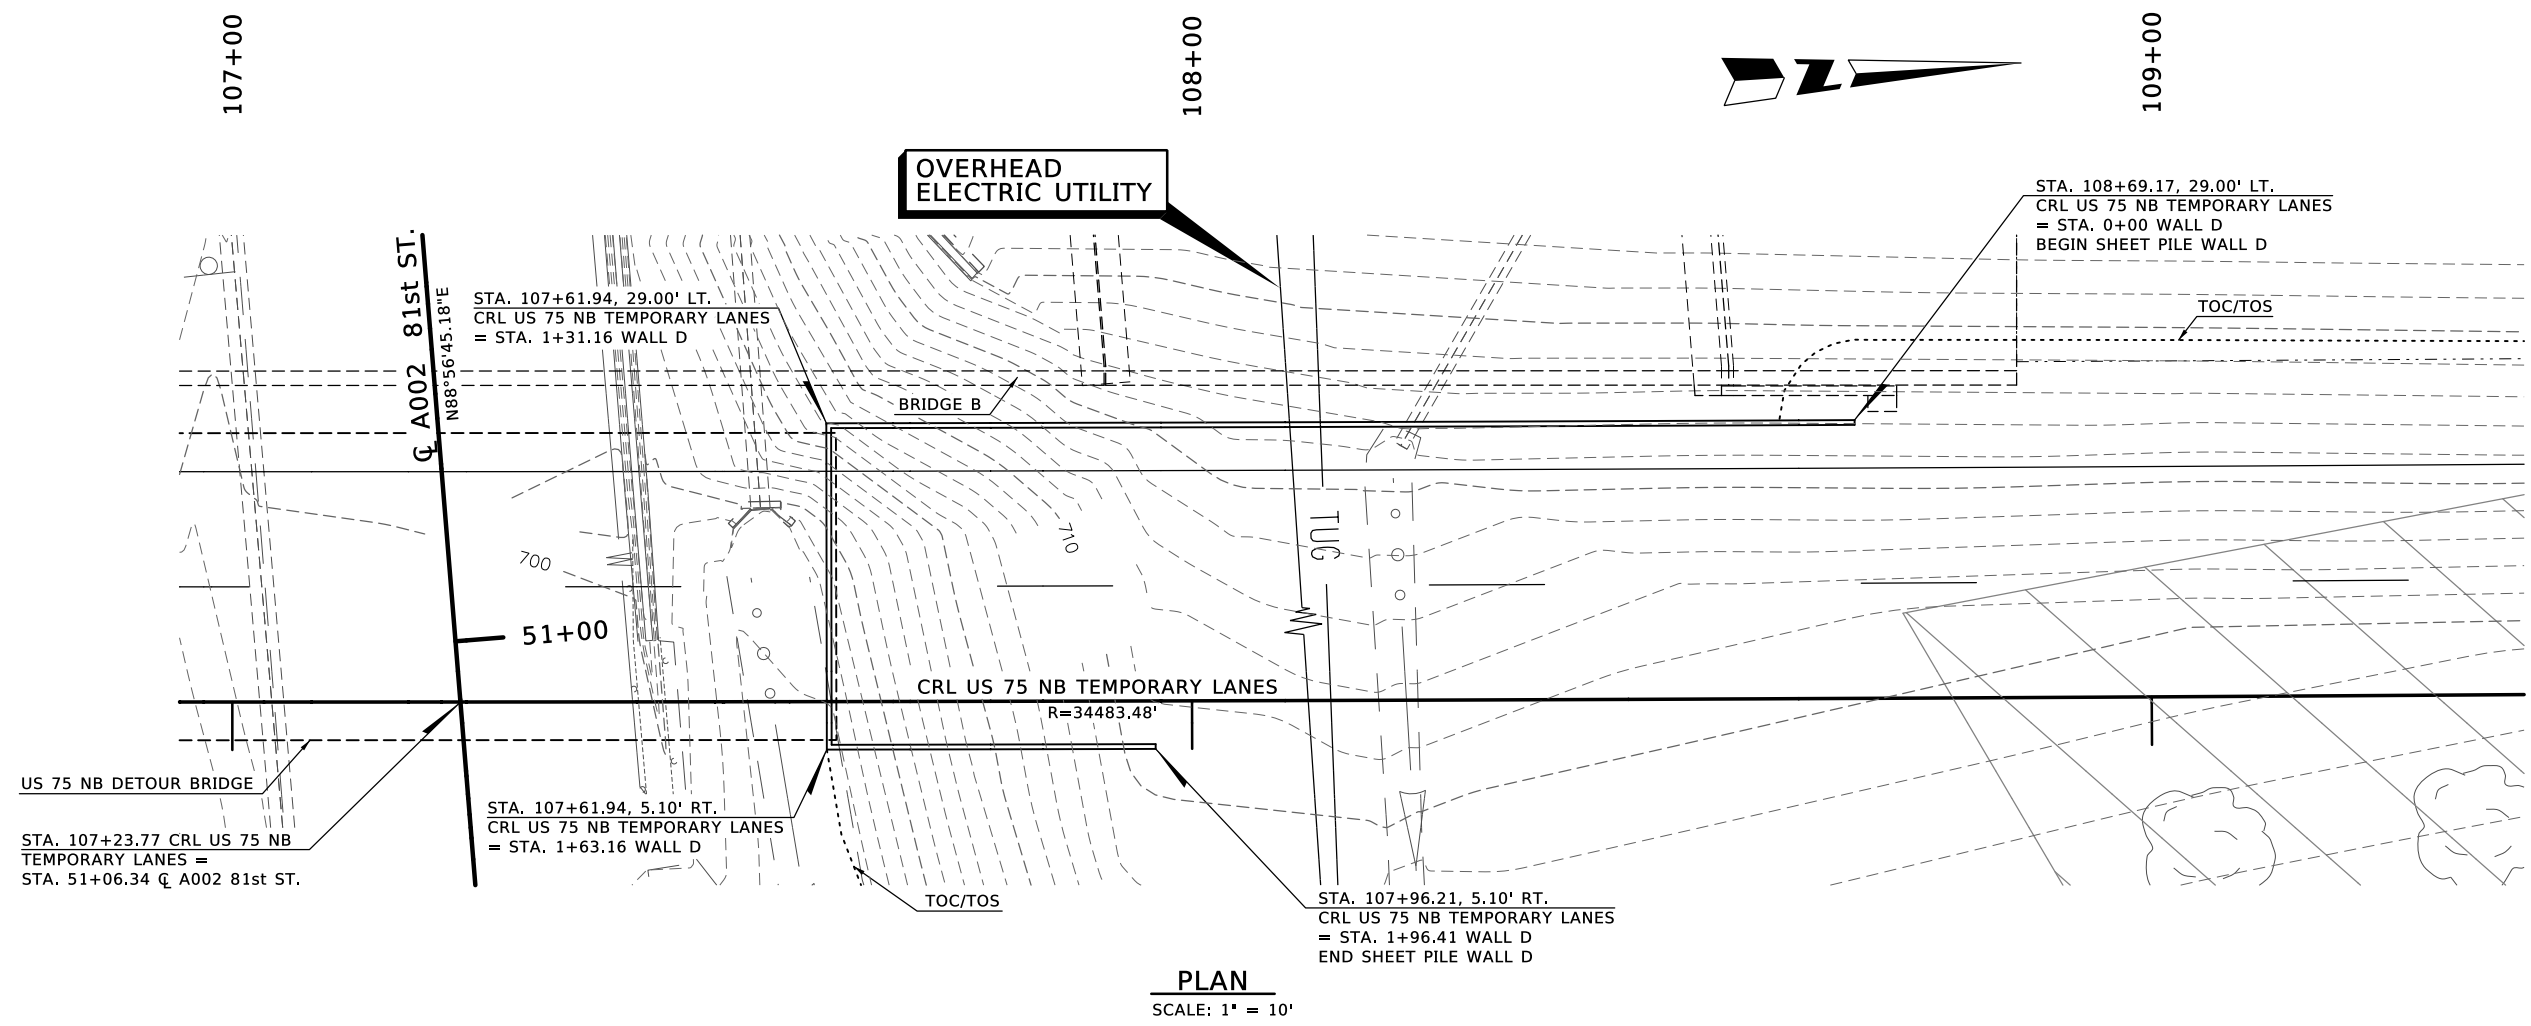 107+00
108+00
109+00
N
OVERHEAD
ELECTRIC UTILITY
STA. 108+69.17, 29.00' LT.
CRL US 75 NB TEMPORARY LANES
= STA. 0+00 WALL D
BEGIN SHEET PILE WALL D
TOC/TOS
℄ A002 81st ST.
N88°56'45.18"E
STA. 107+61.94, 29.00' LT.
CRL US 75 NB TEMPORARY LANES
= STA. 1+31.16 WALL D
BRIDGE B
TUG
710
700
51+00
CRL US 75 NB TEMPORARY LANES
R=34483.48'
US 75 NB DETOUR BRIDGE
STA. 107+23.77 CRL US 75 NB
TEMPORARY LANES =
STA. 51+06.34 ℄ A002 81st ST.
STA. 107+61.94, 5.10' RT.
CRL US 75 NB TEMPORARY LANES
= STA. 1+63.16 WALL D
TOC/TOS
STA. 107+96.21, 5.10' RT.
CRL US 75 NB TEMPORARY LANES
= STA. 1+96.41 WALL D
END SHEET PILE WALL D
PLAN
SCALE: 1" = 10'